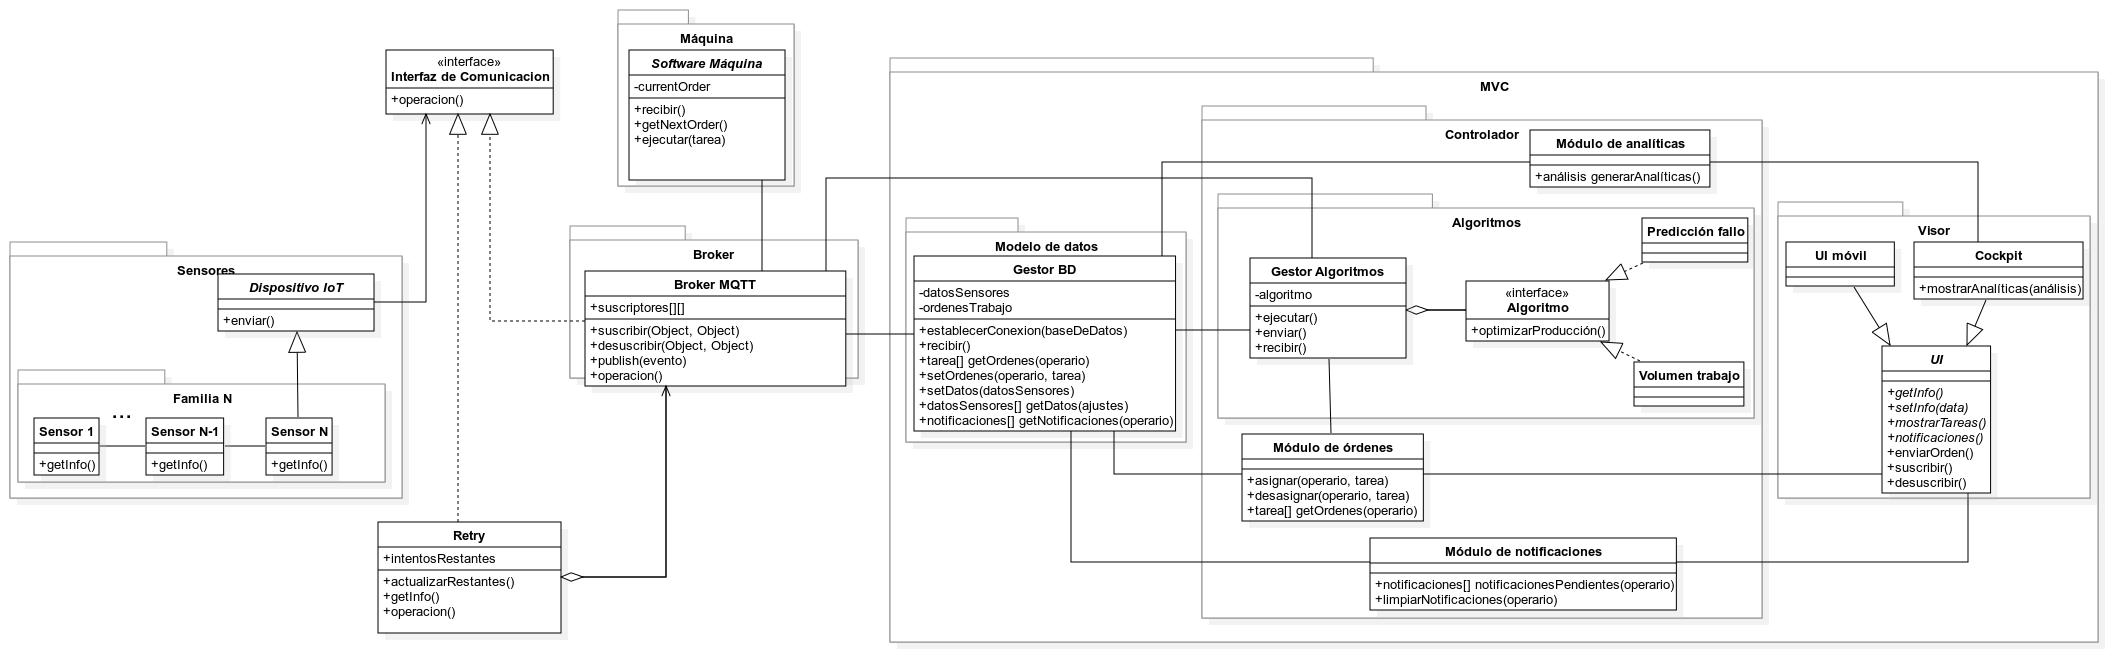 «interface»
Interfaz de Comunicacion
+operacion()
Máquina
Software Máquina
-currentOrder
+recibir()
+getNextOrder()
+ejecutar(tarea)
Sensores
Dispositivo IoT
+enviar()
Familia N
...
Sensor 1
+getInfo()
Sensor N-1
+getInfo()
Sensor N
+getInfo()
Retry
+intentosRestantes
+actualizarRestantes()
+getInfo()
+operacion()
Broker
Broker MQTT
+suscriptores[][]
+suscribir(Object, Object)
+desuscribir(Object, Object)
+publish(evento)
+operacion()
MVC
Modelo de datos
Gestor BD
-datosSensores
-ordenesTrabajo
+establecerConexion(baseDeDatos)
+recibir()
+tarea[] getOrdenes(operario)
+setOrdenes(operario, tarea)
+setDatos(datosSensores)
+datosSensores[] getDatos(ajustes)
+notificaciones[] getNotificaciones(operario)
Controlador
Módulo de analíticas
+análisis generarAnalíticas()
Algoritmos
Gestor Algoritmos
-algoritmo
+ejecutar()
+enviar()
+recibir()
«interface»
Algoritmo
+optimizarProducción()
Predicción fallo
Volumen trabajo
Módulo de órdenes
+asignar(operario, tarea)
+desasignar(operario, tarea)
+tarea[] getOrdenes(operario)
Módulo de notificaciones
+notificaciones[] notificacionesPendientes(operario)
+limpiarNotificaciones(operario)
Visor
UI móvil
Cockpit
+mostrarAnalíticas(análisis)
UI
+getInfo()
+setInfo(data)
+mostrarTareas()
+notificaciones()
+enviarOrden()
+suscribir()
+desuscribir()